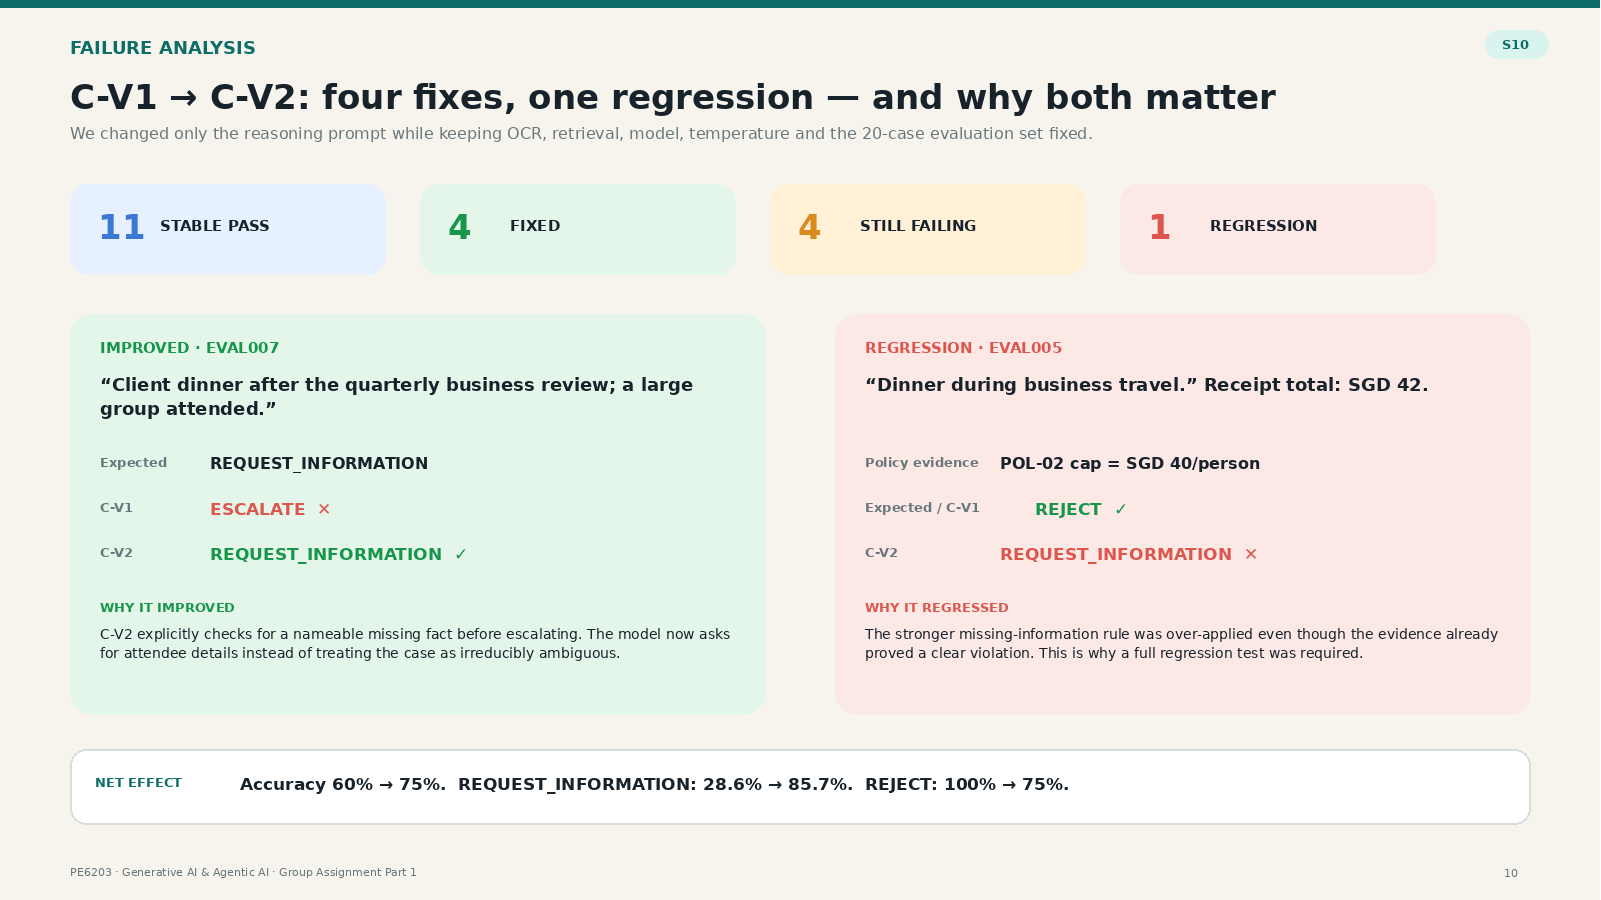 FAILURE ANALYSIS
S10
C-V1 → C-V2: four fixes, one regression — and why both matter
We changed only the reasoning prompt while keeping OCR, retrieval, model, temperature and the 20-case evaluation set fixed.
11 STABLE PASS
4 FIXED
4 STILL FAILING
1 REGRESSION
IMPROVED · EVAL007
“Client dinner after the quarterly business review; a large
group attended.”
Expected REQUEST_INFORMATION
C-V1 ESCALATE ✕
C-V2 REQUEST_INFORMATION ✓
WHY IT IMPROVED
C-V2 explicitly checks for a nameable missing fact before escalating. The model now asks
for attendee details instead of treating the case as irreducibly ambiguous.
REGRESSION · EVAL005
“Dinner during business travel.” Receipt total: SGD 42.
Policy evidence POL-02 cap = SGD 40/person
Expected / C-V1 REJECT ✓
C-V2 REQUEST_INFORMATION ✕
WHY IT REGRESSED
The stronger missing-information rule was over-applied even though the evidence already
proved a clear violation. This is why a full regression test was required.
NET EFFECT Accuracy 60% → 75%. REQUEST_INFORMATION: 28.6% → 85.7%. REJECT: 100% → 75%.
PE6203 · Generative AI & Agentic AI · Group Assignment Part 1
10